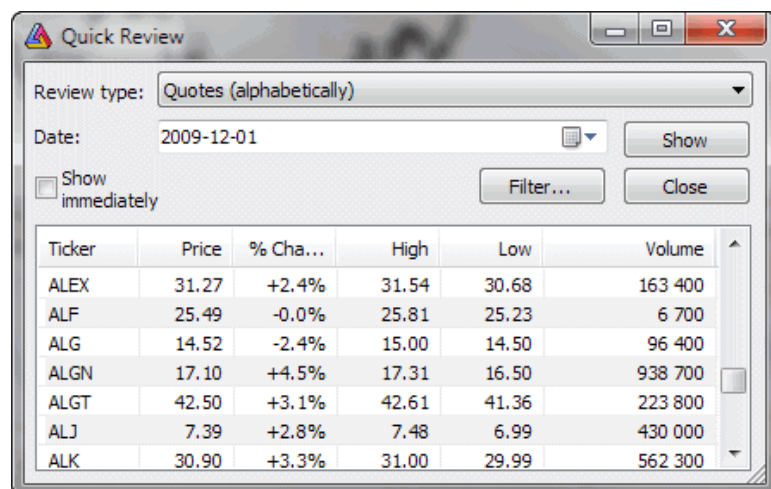 Quick Review
Review type: Quotes (alphabetically)
Date: 2009-12-01 Show
Show
immediately Filter... Close
Ticker Price % Cha... High Low Volume
ALEX 31.27 +2.4% 31.54 30.68 163 400
ALF 25.49 -0.0% 25.81 25.23 6 700
ALG 14.52 -2.4% 15.00 14.50 96 400
ALGN 17.10 +4.5% 17.31 16.50 938 700
ALGT 42.50 +3.1% 42.61 41.36 223 800
ALJ 7.39 +2.8% 7.48 6.99 430 000
ALK 30.90 +3.3% 31.00 29.99 562 300